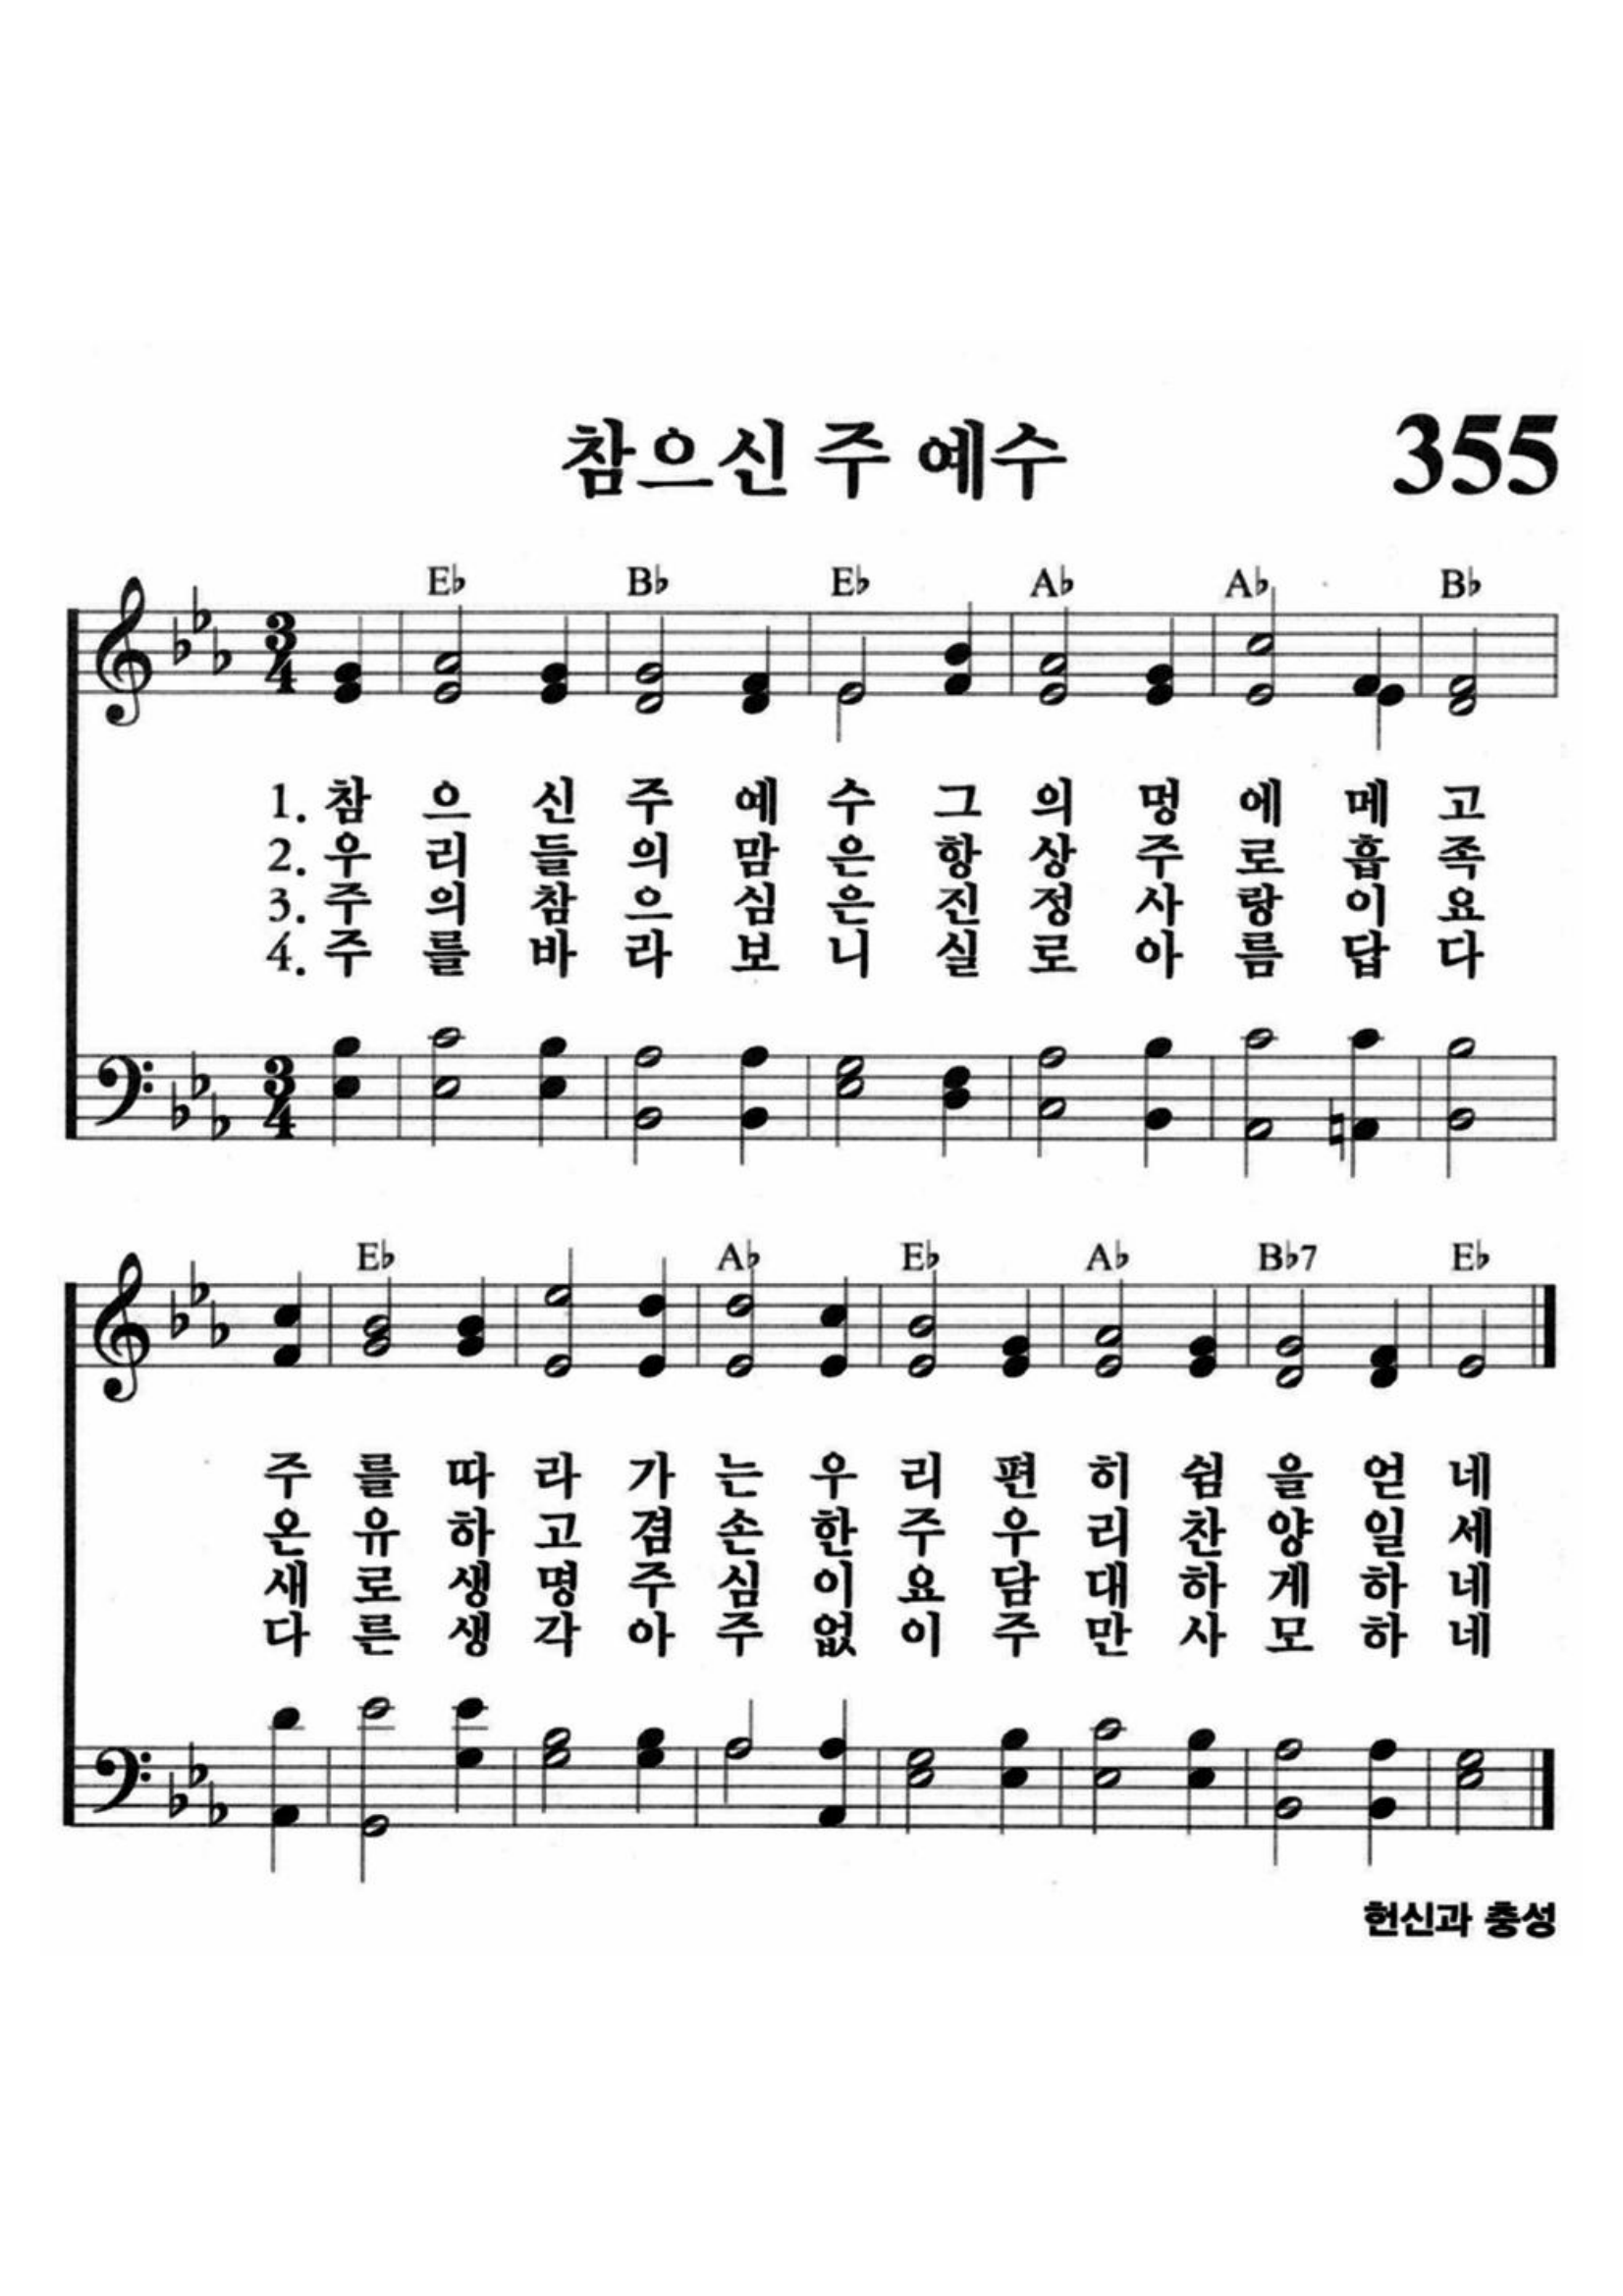 참으신 주 예수 355
E♭ B♭ E♭ A♭ A♭ B♭
3
4
1. 참 으 신 주 예 수 그 의 멍 에 메 고
2. 우 리 들 의 맘 은 항 상 주 로 흡 족
3. 주 의 참 으 심 은 진 정 사 랑 이 요
4. 주 를 바 라 보 니 실 로 아 름 답 다
3
4
E♭ A♭ E♭ A♭ B♭7 E♭
주 를 따 라 가 는 우 리 편 히 쉼 을 얻 네
온 유 하 고 겸 손 한 주 우 리 찬 양 일 세
새 로 생 명 주 심 이 요 담 대 하 게 하 네
다 른 생 각 아 주 없 이 주 만 사 모 하 네
헌신과 충성